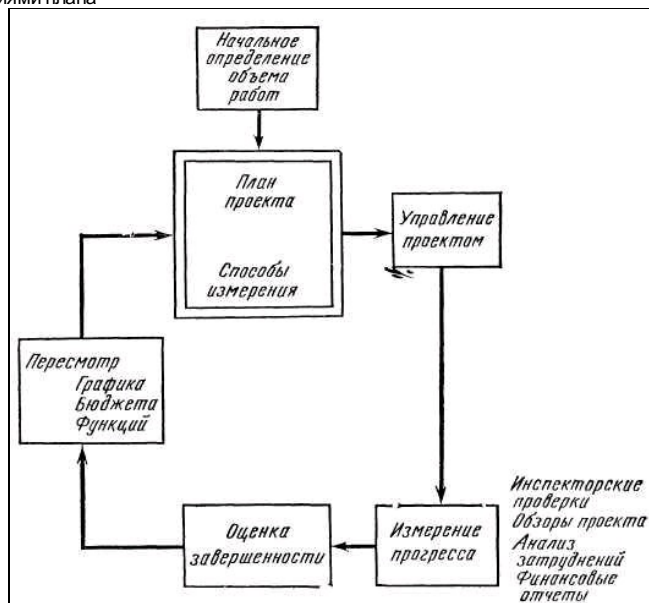 Начальное
определение
объема
работ
План
проекта
Способы
измерения
Управление
проектом
Пересмотр
Графика
Бюджета
Функций
Оценка
завершенности
Измерение
прогресса
Инспекторские
проверки
Обзоры проекта
Анализ
затруднений
Финансовые
отчеты